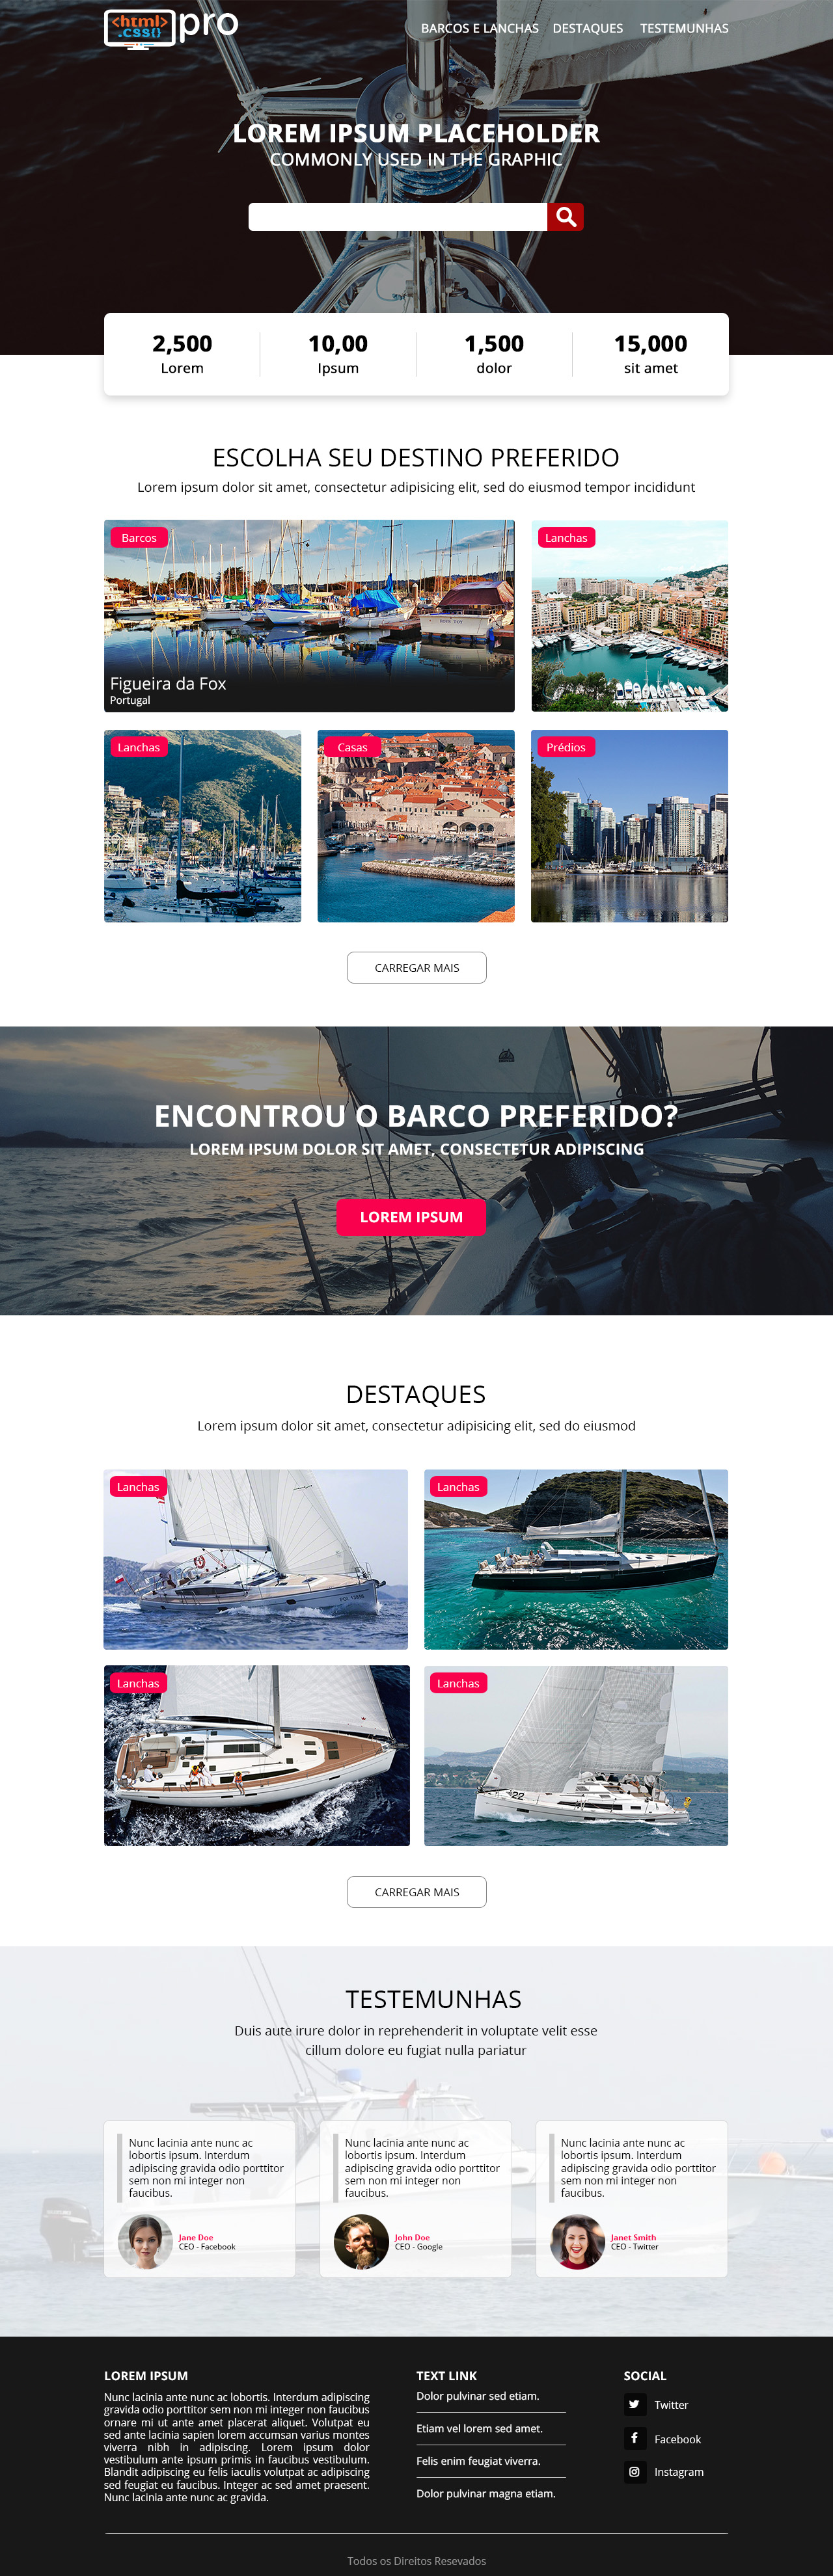 <html>
.CSS{}
pro
BARCOS E LANCHAS DESTAQUES TESTEMUNHAS
LOREM IPSUM PLACEHOLDER
COMMONLY USED IN THE GRAPHIC
2,500 10,00 1,500 15,000
Lorem Ipsum dolor sit amet
ESCOLHA SEU DESTINO PREFERIDO
Lorem ipsum dolor sit amet, consectetur adipisicing elit, sed do eiusmod tempor incididunt
Barcos
Figueira da Fox
Portugal
Lanchas
Lanchas
Casas
Prédios
CARREGAR MAIS
ENCONTROU O BARCO PREFERIDO?
LOREM IPSUM DOLOR SIT AMET, CONSECTETUR ADIPISCING
LOREM IPSUM
DESTAQUES
Lorem ipsum dolor sit amet, consectetur adipisicing elit, sed do eiusmod
Lanchas
Lanchas
Lanchas
Lanchas
22
CARREGAR MAIS
TESTEMUNHAS
Duis aute irure dolor in reprehenderit in voluptate velit esse
cillum dolore eu fugiat nulla pariatur
Nunc lacinia ante nunc ac
lobortis ipsum. Interdum
adipiscing gravida odio porttitor
sem non mi integer non
faucibus.
Jane Doe
CEO - Facebook
Nunc lacinia ante nunc ac
lobortis ipsum. Interdum
adipiscing gravida odio porttitor
sem non mi integer non
faucibus.
John Doe
CEO - Google
Nunc lacinia ante nunc ac
lobortis ipsum. Interdum
adipiscing gravida odio porttitor
sem non mi integer non
faucibus.
Janet Smith
CEO - Twitter
LOREM IPSUM
Nunc lacinia ante nunc ac lobortis. Interdum adipiscing
gravida odio porttitor sem non mi integer non faucibus
ornare mi ut ante amet placerat aliquet. Volutpat eu
sed ante lacinia sapien lorem accumsan varius montes
viverra nibh in adipiscing. Lorem ipsum dolor
vestibulum ante ipsum primis in faucibus vestibulum.
Blandit adipiscing eu felis iaculis volutpat ac adipiscing
sed feugiat eu faucibus. Integer ac sed amet praesent.
Nunc lacinia ante nunc ac gravida.
TEXT LINK
Dolor pulvinar sed etiam.
Etiam vel lorem sed amet.
Felis enim feugiat viverra.
Dolor pulvinar magna etiam.
SOCIAL
Twitter
Facebook
Instagram
Todos os Direitos Resevados